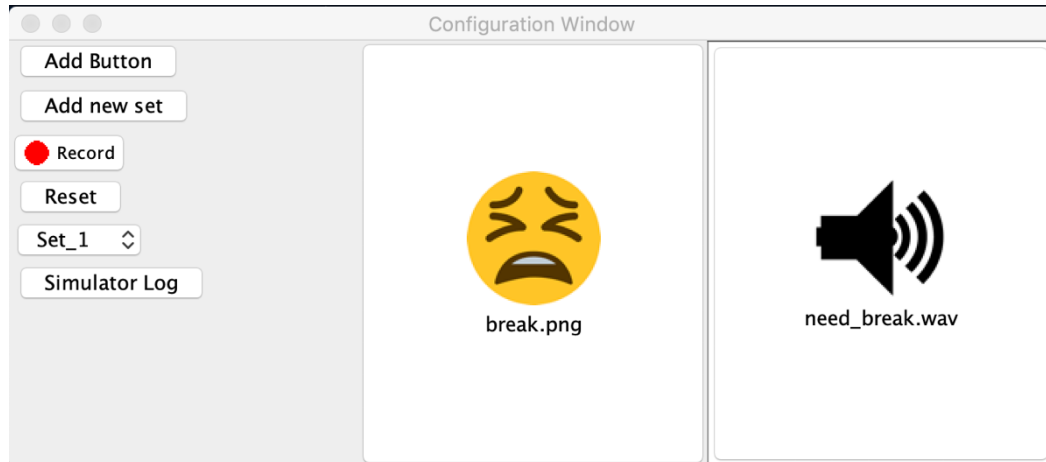 Configuration Window
Add Button
Add new set
Record
Reset
Set_1
Simulator Log
break.png
need_break.wav